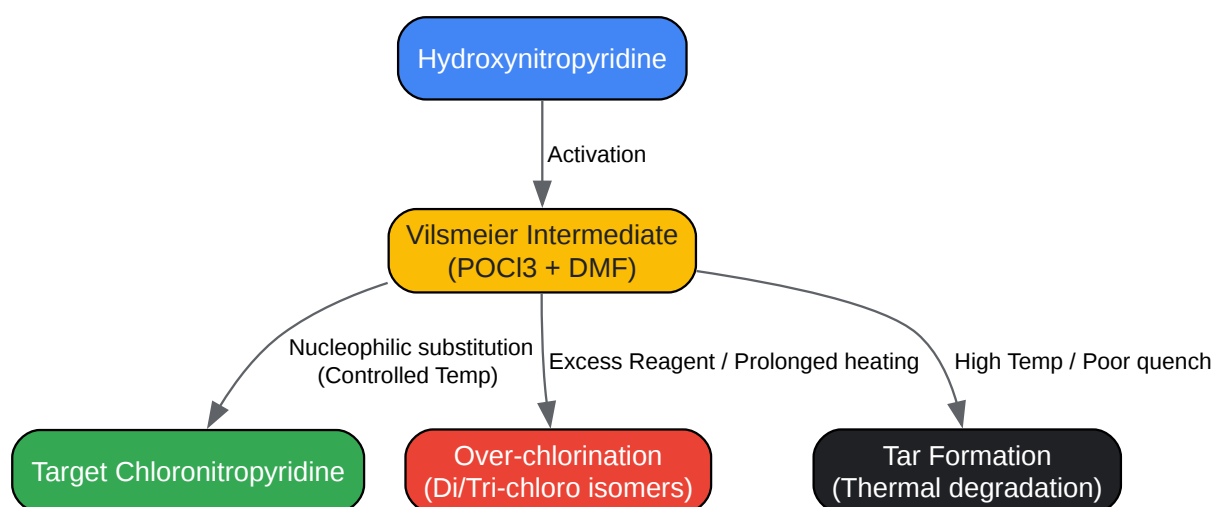 Hydroxynitropyridine
Activation
Vilsmeier Intermediate
(POCl3 + DMF)
Nucleophilic substitution
(Controlled Temp)
Excess Reagent / Prolonged heating
High Temp / Poor quench
Target Chloronitropyridine
Over-chlorination
(Di/Tri-chloro isomers)
Tar Formation
(Thermal degradation)